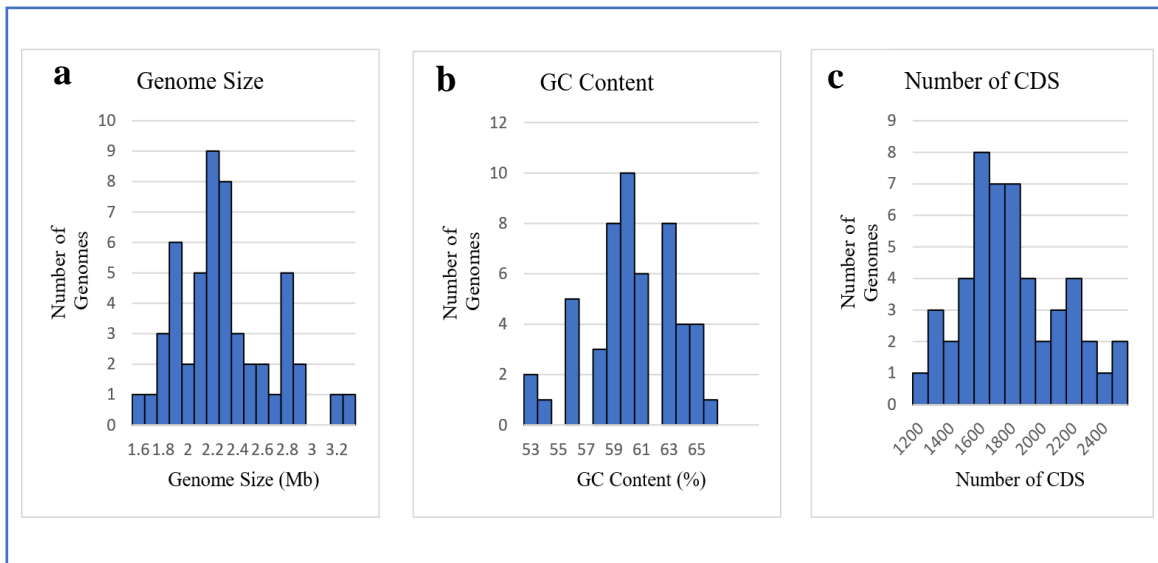 a
Genome Size
10
9
8
7
6
5
4
3
2
1
0
Number of
Genomes
1.6 1.8 2 2.2 2.4 2.6 2.8 3 3.2
Genome Size (Mb)
b
GC Content
12
10
8
6
4
2
0
Number of
Genomes
53 55 57 59 61 63 65
GC Content (%)
c
Number of CDS
9
8
7
6
5
4
3
2
1
0
Number of
Genomes
1200 1400 1600 1800 2000 2200 2400
Number of CDS